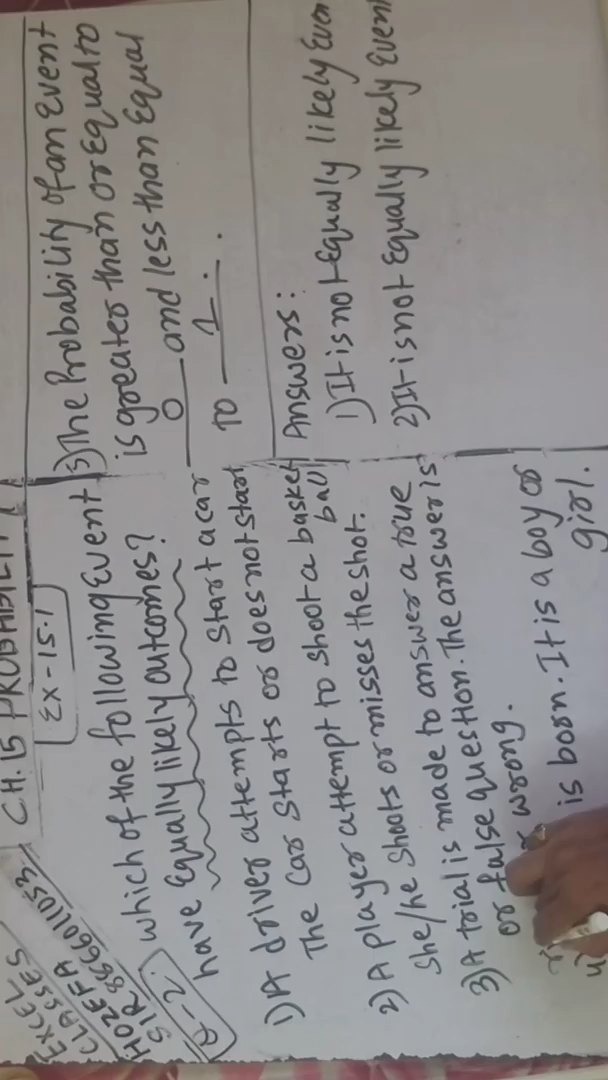 EXCEL
CLASSES
HOZEFA
SIR 8866011053
CH.15 PROBABILITY
EX-15.1
Q-2. Which of the following Event
have Equally likely outcomes?
1) A driver attempts to start a car
The car starts or does not start
2) A player attempt to shoot a basket
ball
She/he shoots or misses the shot.
3) A trial is made to answer a true
or false question. The answer is
wrong.
is born. It is a boy or
girl.
5) The Probability of an Event
is greater than or Equal to
0 and less than Equal
to 1.
Answers:
1) It is not Equally likely Even
2) It is not Equally likely Event